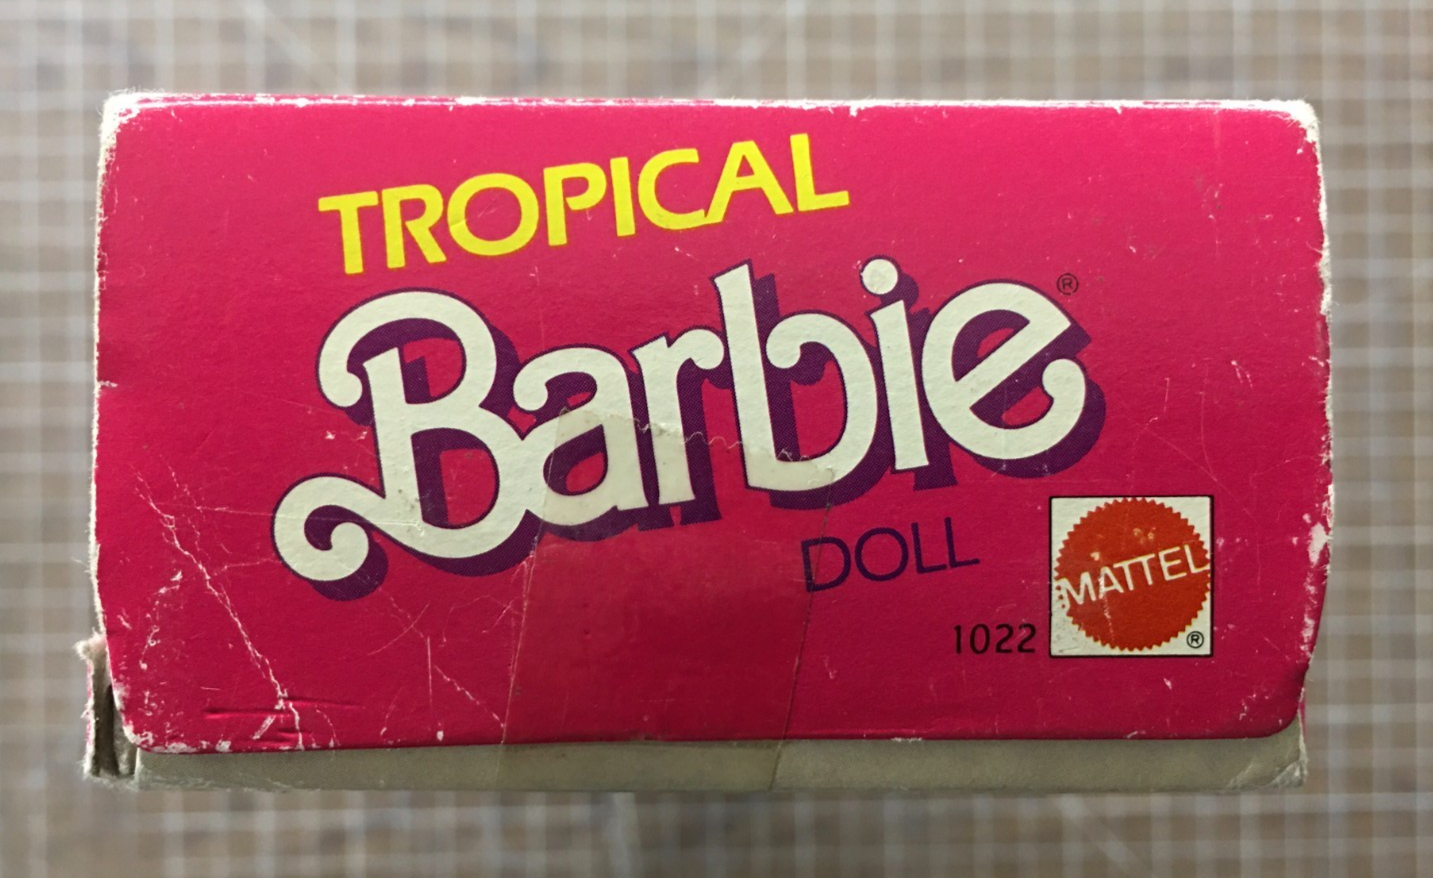 TROPICAL
Barbie®
DOLL
MATTEL
1022
®